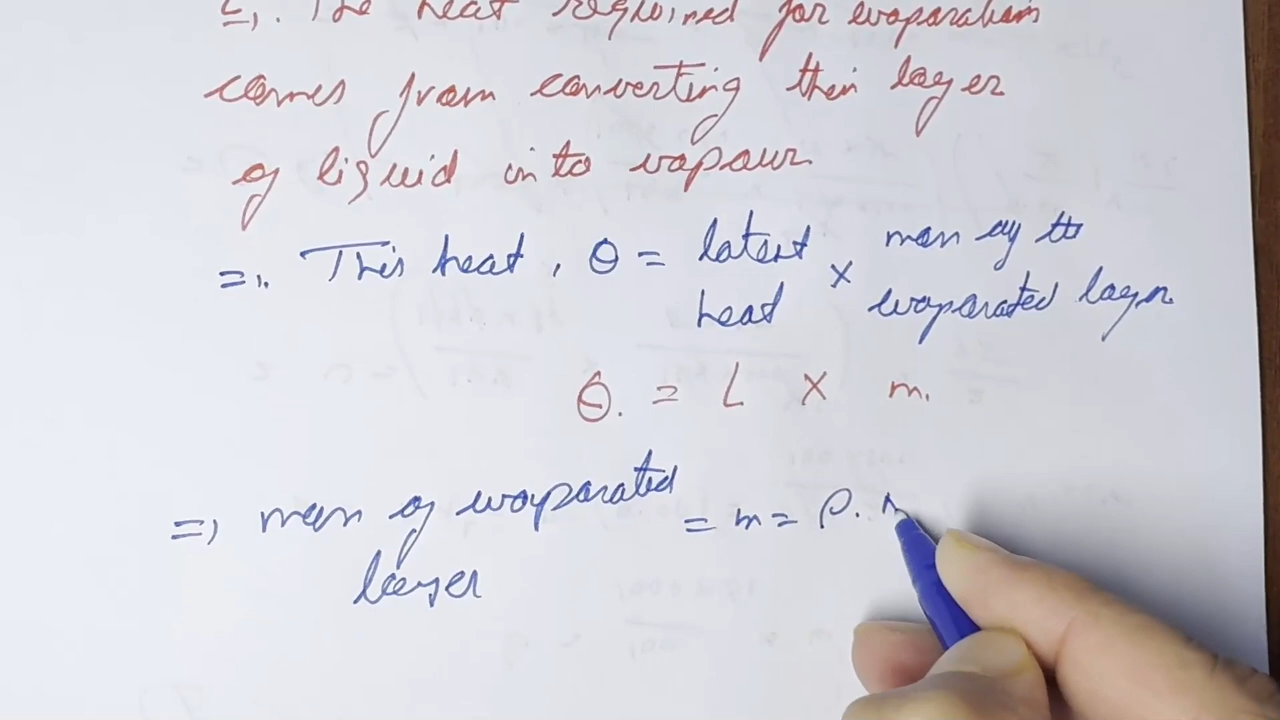 ⇒ The heat required for evaporation
comes from converting thin layer
of liquid into vapour
⇒ This heat, Q = latent heat × mass of the evaporated layer
Q = L × m.
⇒ mass of evaporated layer = m = ρ.